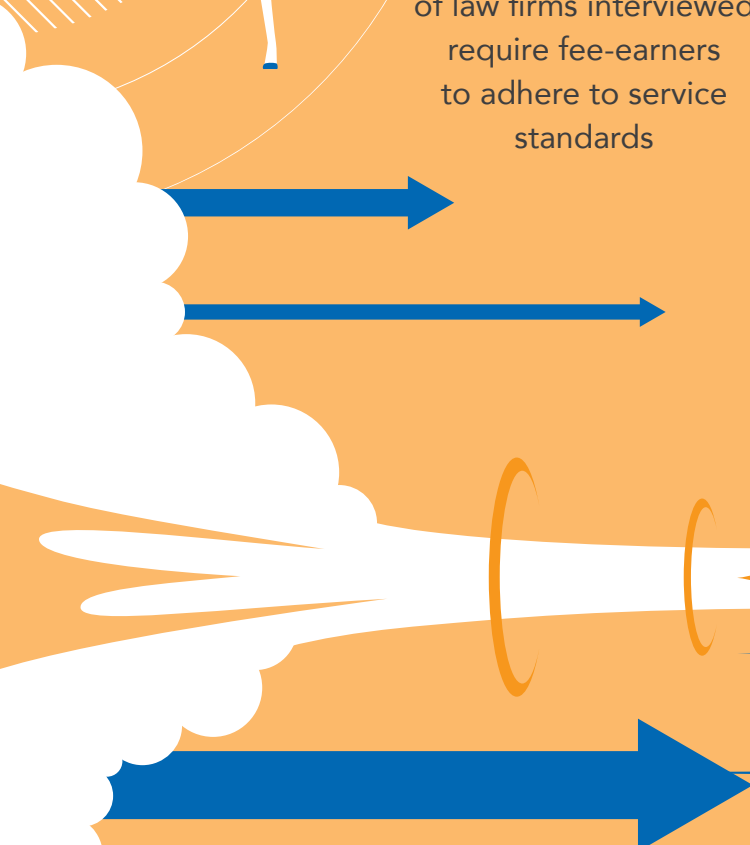 of law firms interviewed
require fee-earners
to adhere to service
standards